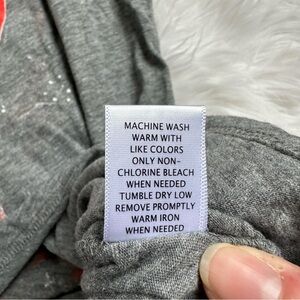 MACHINE WASH
WARM WITH
LIKE COLORS
ONLY NON-
CHLORINE BLEACH
WHEN NEEDED
TUMBLE DRY LOW
REMOVE PROMPTLY
WARM IRON
WHEN NEEDED